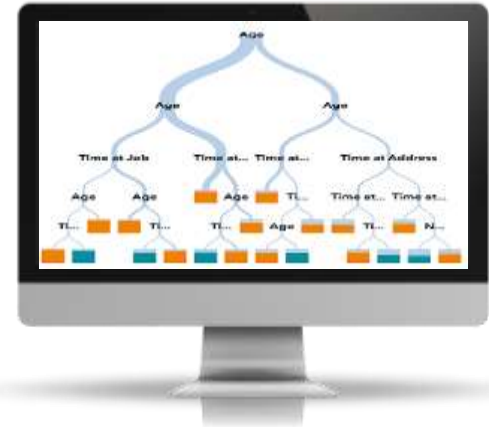 Age
Age Age
Time at Job Time at... Time at... Time at Address
Age Age Age Ti... Time at... Time at...
Ti... Ti... Ti... Age Ti... N...